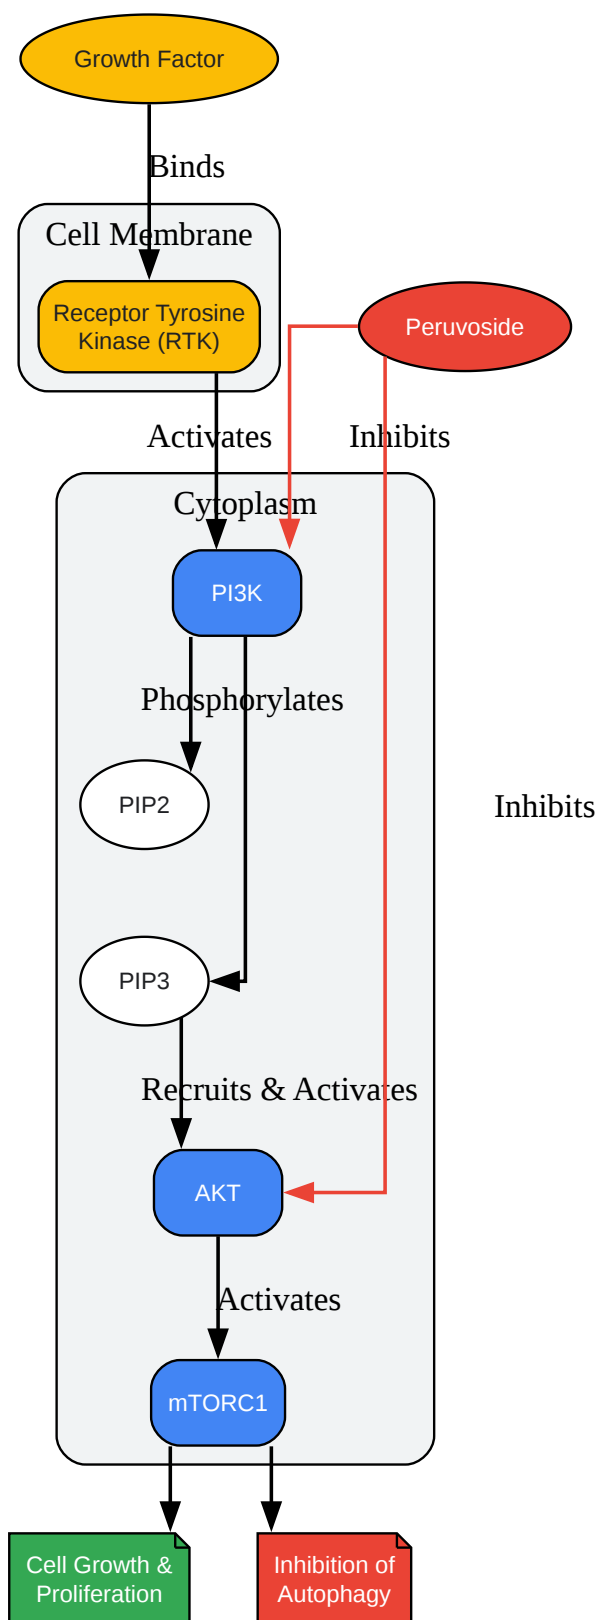 Growth Factor
Binds
Cell Membrane
Receptor Tyrosine
Kinase (RTK)
Peruvoside
Activates
Inhibits
Cytoplasm
PI3K
Phosphorylates
PIP2
Inhibits
PIP3
Recruits & Activates
AKT
Activates
mTORC1
Cell Growth &
Proliferation
Inhibition of
Autophagy